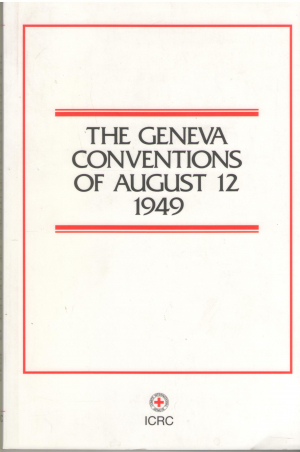 THE GENEVA
CONVENTIONS
OF AUGUST 12
1949
ICRC